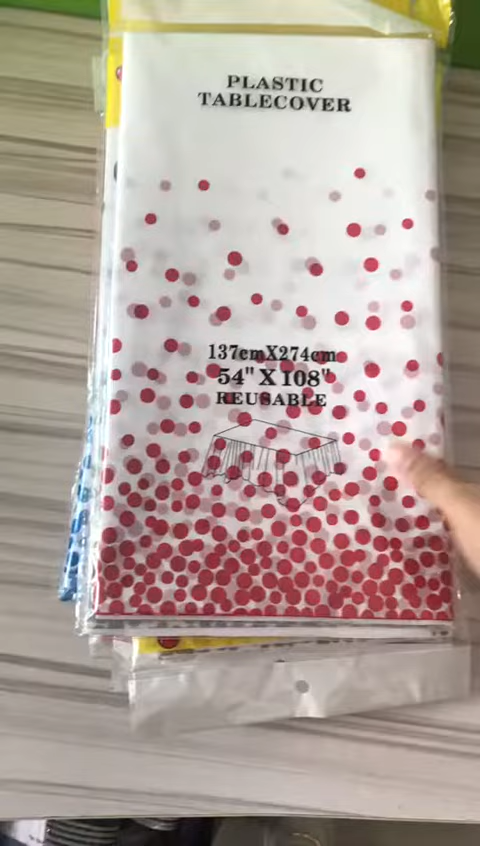 PLASTIC
TABLECOVER
137cmX274cm
54" X 108"
REUSABLE